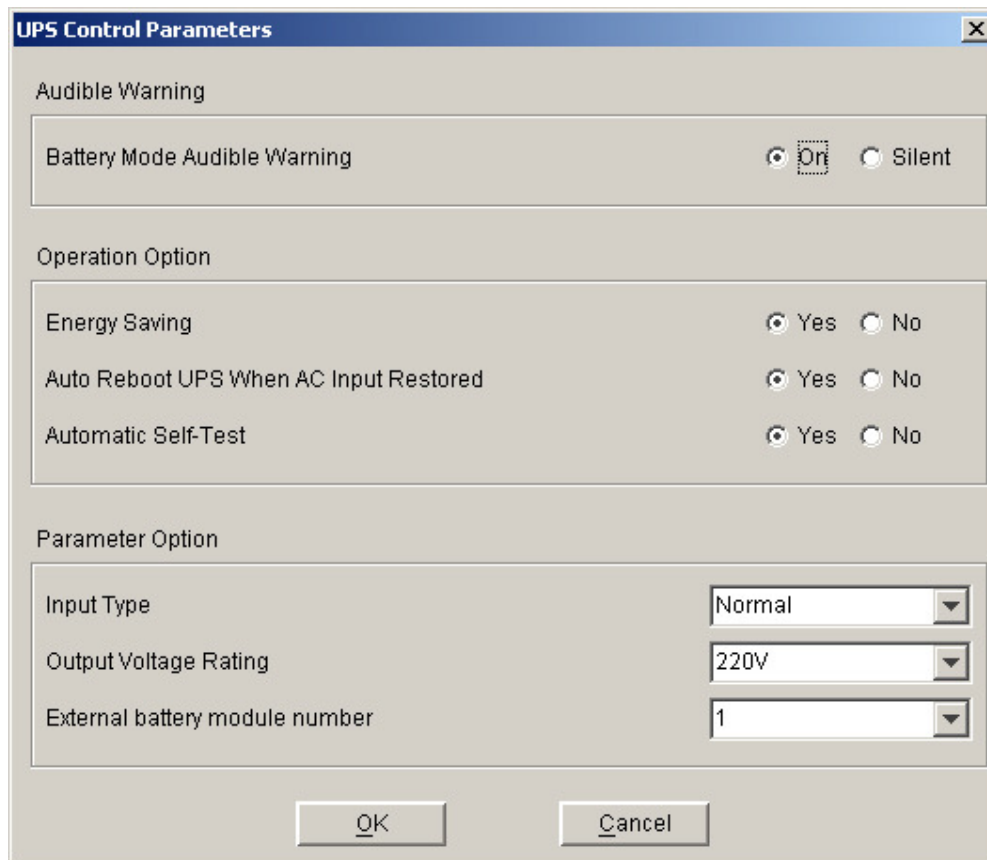 UPS Control Parameters
Audible Warning
Battery Mode Audible Warning On Silent
Operation Option
Energy Saving Yes No
Auto Reboot UPS When AC Input Restored Yes No
Automatic Self-Test Yes No
Parameter Option
Input Type Normal
Output Voltage Rating 220V
External battery module number 1
OK Cancel